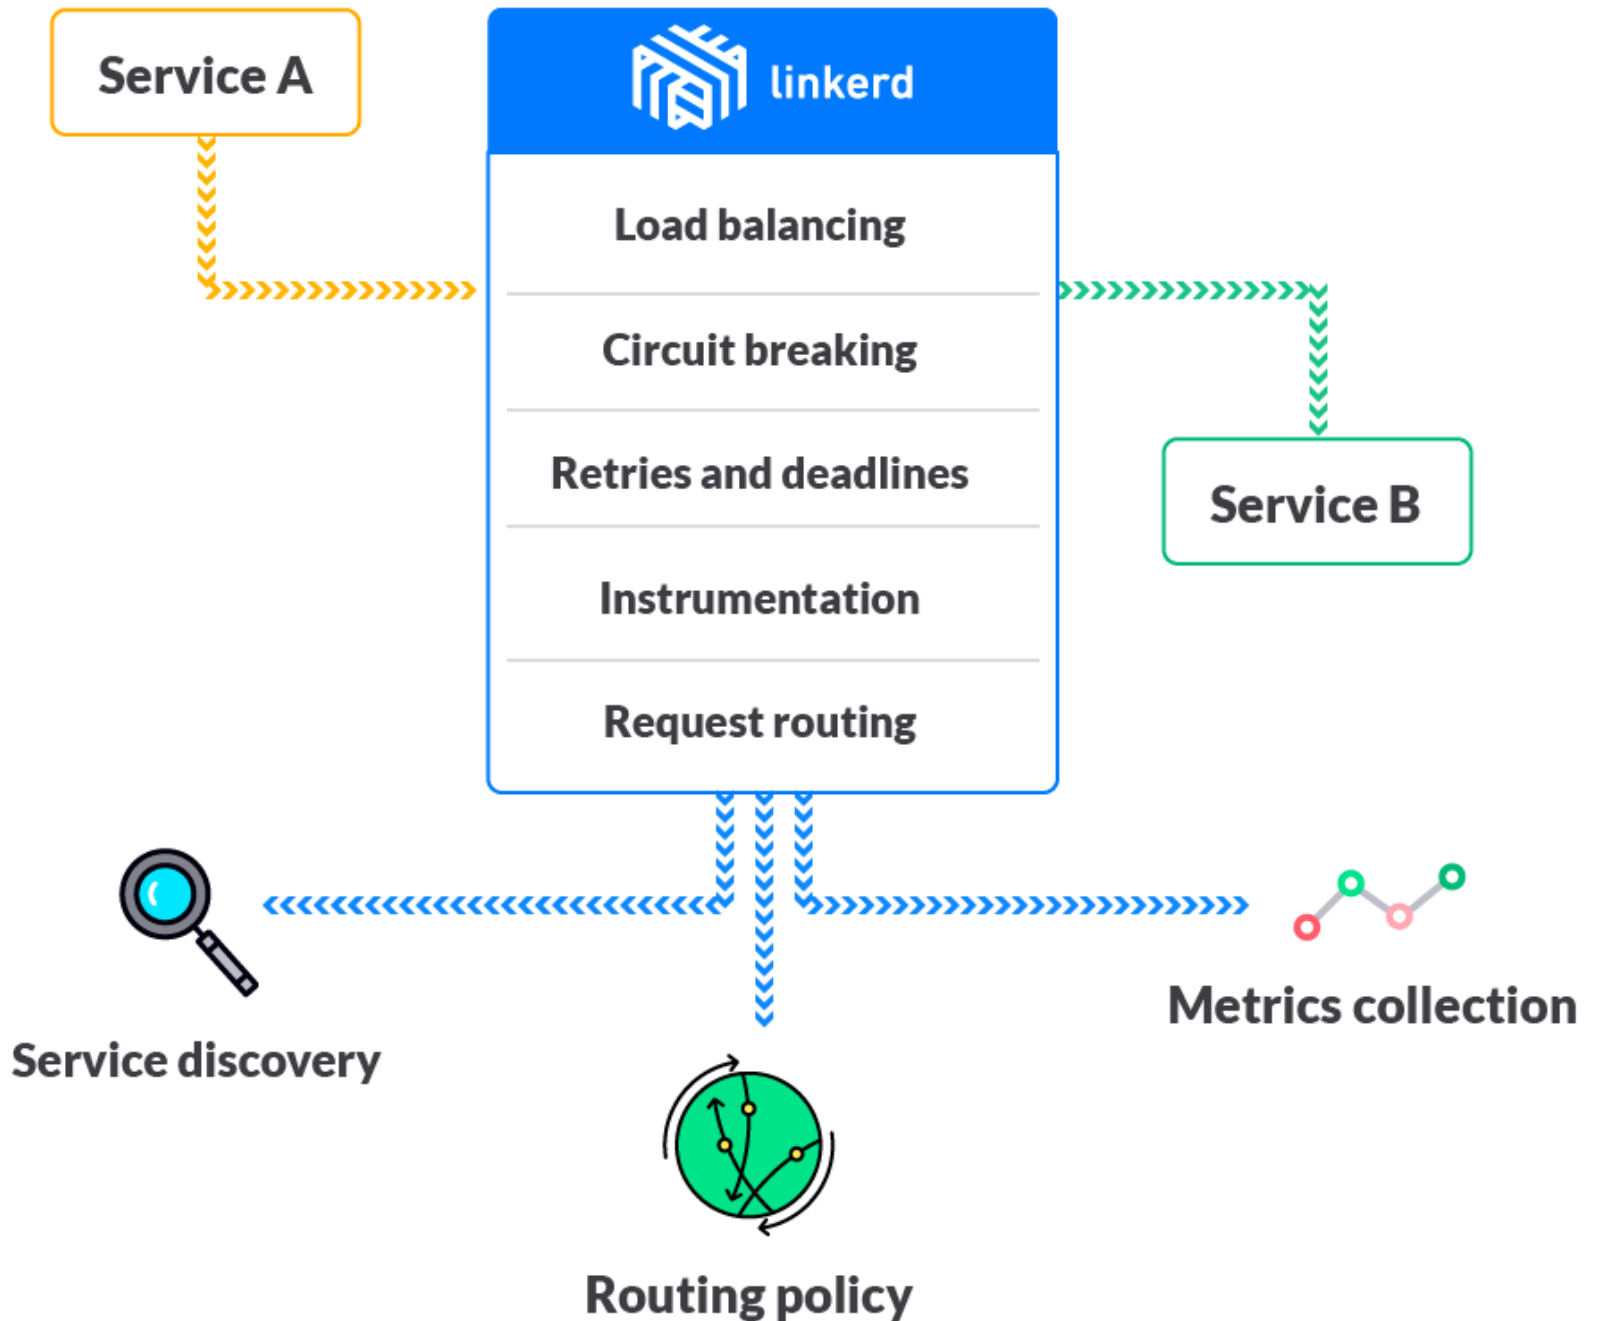 Service A
linkerd
Load balancing
Circuit breaking
Retries and deadlines
Service B
Instrumentation
Request routing
Metrics collection
Service discovery
Routing policy